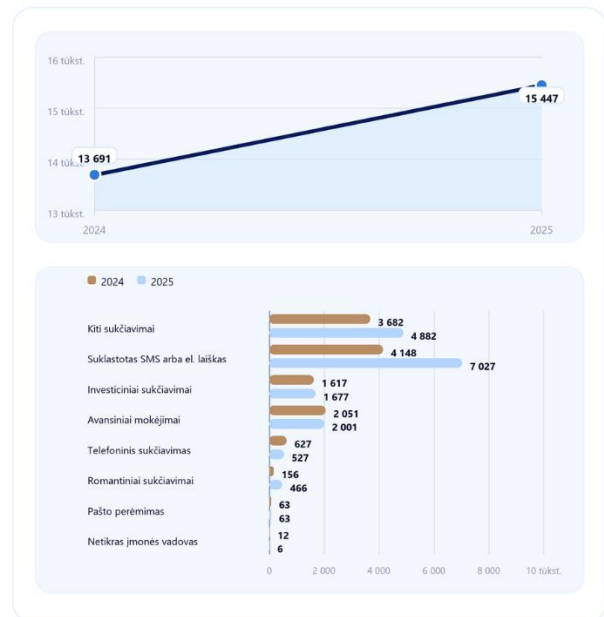 16 tūkst.
15 tūkst.
15 447
13 691
14 tūk
13 tūkst.
2024
2025
2024
2025
Kiti sukčiavimai
3 682
4 882
Suklastotas SMS arba el. laiškas
4 148
7 027
Investiciniai sukčiavimai
1 617
1 677
Avansiniai mokėjimai
2 051
2 001
Telefoninis sukčiavimas
627
527
Romantiniai sukčiavimai
156
466
Pašto perėmimas
63
63
Netikras įmonės vadovas
12
6
0
2 000
4 000
6 000
8 000
10 tūkst.